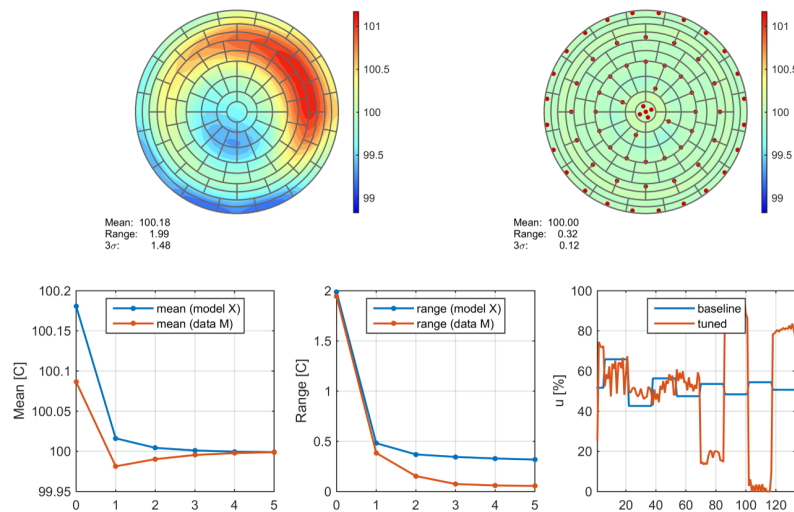 101
100.5
100
99.5
99
Mean: 100.18
Range: 1.99
3σ: 1.48
101
100.5
100
99.5
99
Mean: 100.00
Range: 0.32
3σ: 0.12
Mean [C]
100.2
100.15
100.1
100.05
100
99.95
0 1 2 3 4 5
mean (model X)
mean (data M)
Range [C]
2
1.5
1
0.5
0
0 1 2 3 4 5
range (model X)
range (data M)
u [%]
100
80
60
40
20
0
20 40 60 80 100 120
baseline
tuned